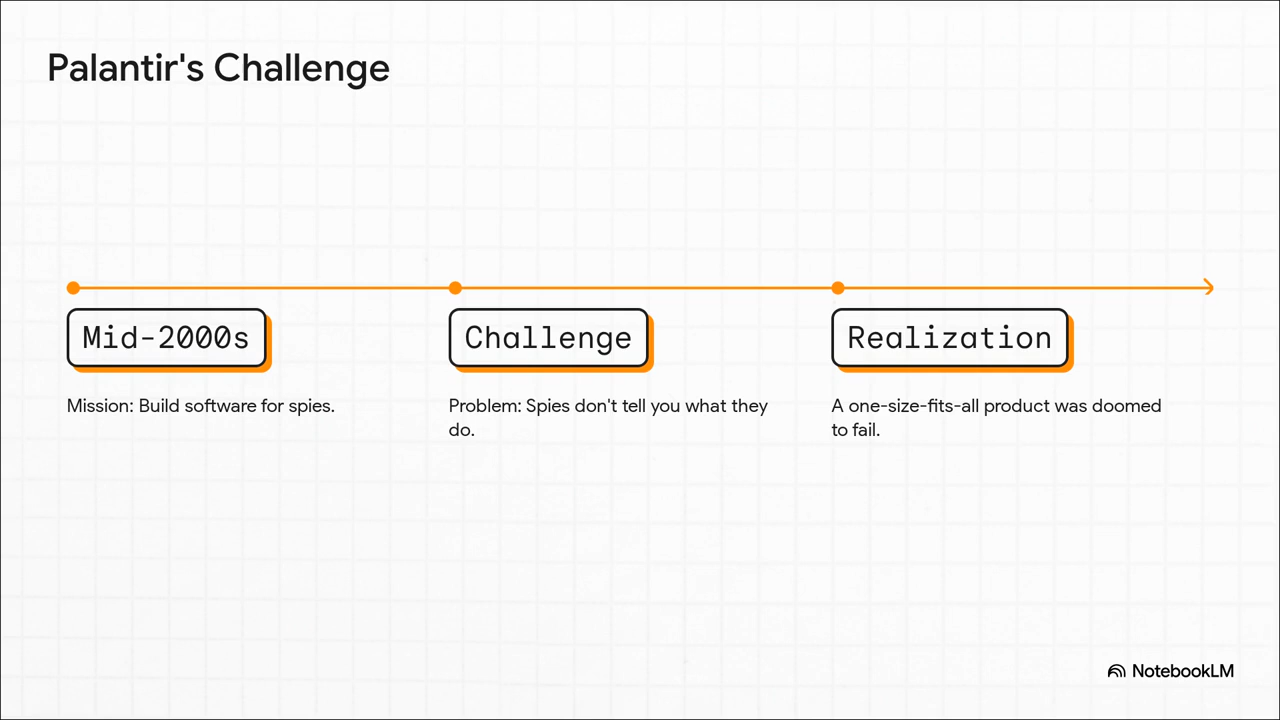 Palantir's Challenge
Mid-2000s
Mission: Build software for spies.
Challenge
Problem: Spies don't tell you what they
do.
Realization
A one-size-fits-all product was doomed
to fail.
NotebookLM